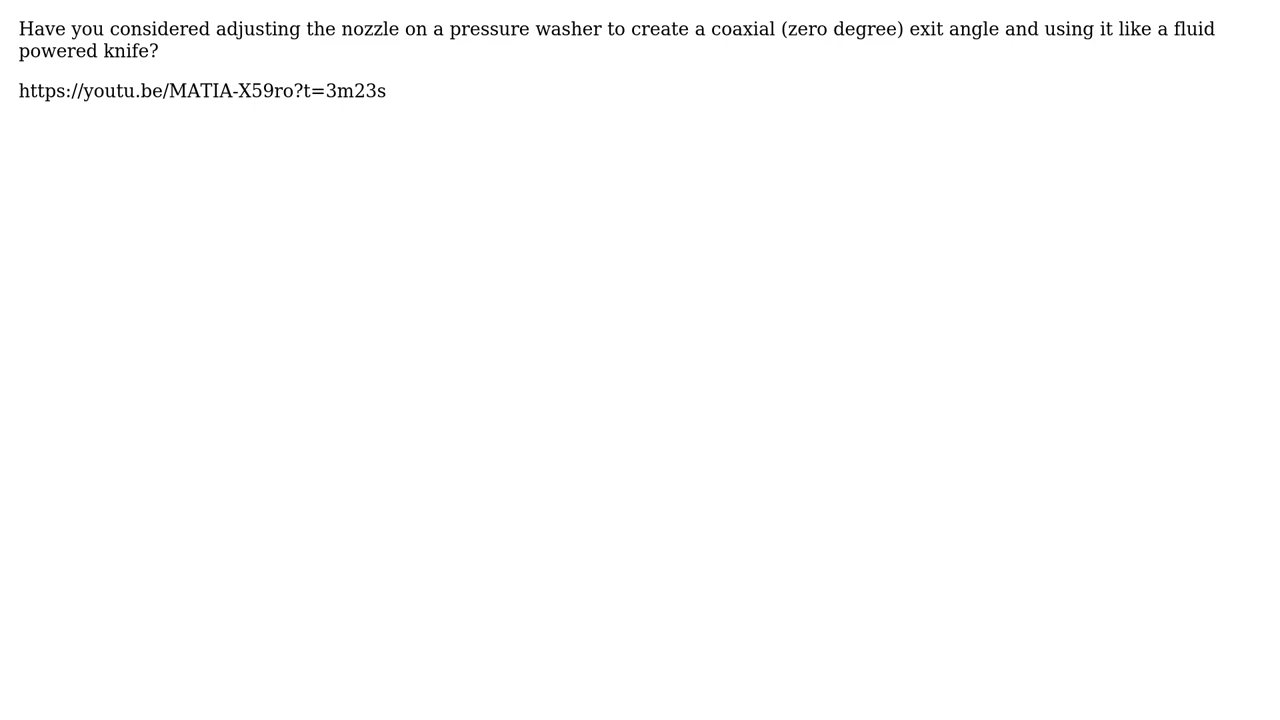 Have you considered adjusting the nozzle on a pressure washer to create a coaxial (zero degree) exit angle and using it like a fluid
powered knife?
https://youtu.be/MATIA-X59ro?t=3m23s